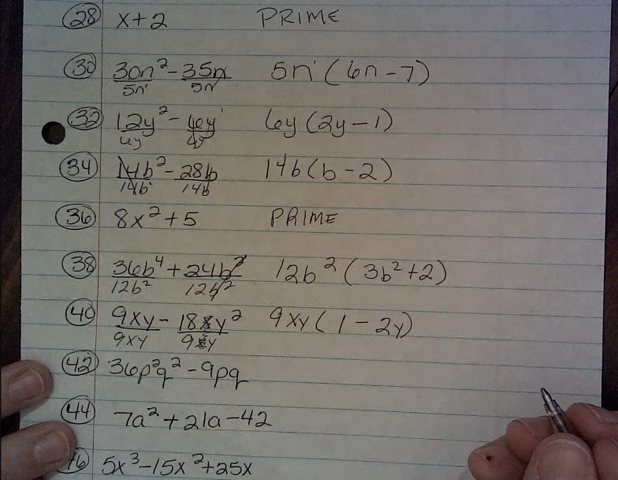 28 x+2 PRIME
30 30n² - 35n 5n(6n-7)
5n 5n
32 12y² - 6y 6y(2y-1)
6y 6y
34 14b² - 28b 14b(b-2)
14b 14b
36 8x²+5 PRIME
38 36b⁴+24b² 12b²(3b²+2)
12b² 12b²
40 9xy - 18xy² 9xy(1-2y)
9xy 9xy
42 36p²q² - 9pq
44 7a²+21a-42
46 5x³-15x²+25x